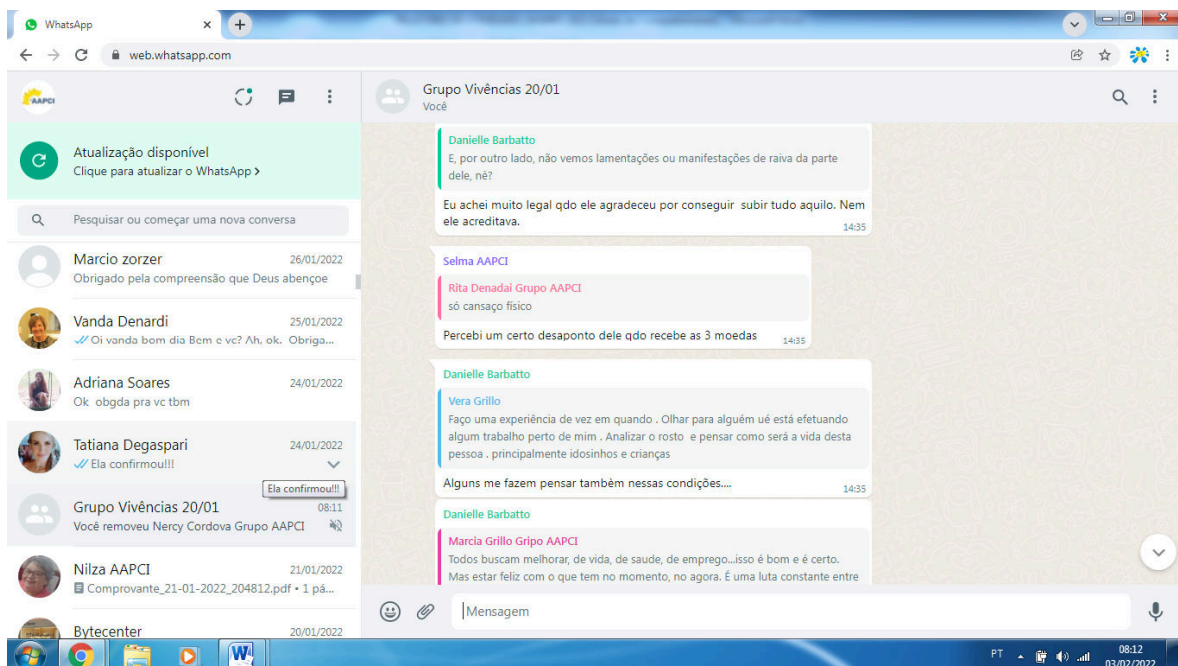 WhatsApp
web.whatsapp.com
AAPCI
Atualização disponível
Clique para atualizar o WhatsApp >
Pesquisar ou começar uma nova conversa
Marcio zorzer 26/01/2022
Obrigado pela compreensão que Deus abençoe
Vanda Denardi 25/01/2022
Oi vanda bom dia Bem e vc? Ah, ok. Obriga...
Adriana Soares 24/01/2022
Ok obgda pra vc tbm
Tatiana Degaspari 24/01/2022
Ela confirmou!!!
Ela confirmou!!!
Grupo Vivências 20/01 08:11
Você removeu Nercy Cordova Grupo AAPCI
Nilza AAPCI 21/01/2022
Comprovante_21-01-2022_204812.pdf • 1 pá...
Bytecenter 20/01/2022
Grupo Vivências 20/01
Você
Danielle Barbatto
E, por outro lado, não vemos lamentações ou manifestações de raiva da parte
dele, né?
Eu achei muito legal qdo ele agradeceu por conseguir subir tudo aquilo. Nem
ele acreditava.
14:35
Selma AAPCI
Rita Denadai Grupo AAPCI
só cansaço físico
Percebi um certo desaponto dele qdo recebe as 3 moedas 14:35
Danielle Barbatto
Vera Grillo
Faço uma experiência de vez em quando . Olhar para alguém ué está efetuando
algum trabalho perto de mim . Analizar o rosto e pensar como será a vida desta
pessoa . principalmente idosinhos e crianças
Alguns me fazem pensar tambèm nessas condições.... 14:35
Danielle Barbatto
Marcia Grillo Gripo AAPCI
Todos buscam melhorar, de vida, de saude, de emprego...isso é bom e é certo.
Mas estar feliz com o que tem no momento, no agora. É uma luta constante entre
Mensagem
PT
08:12
03/02/2022